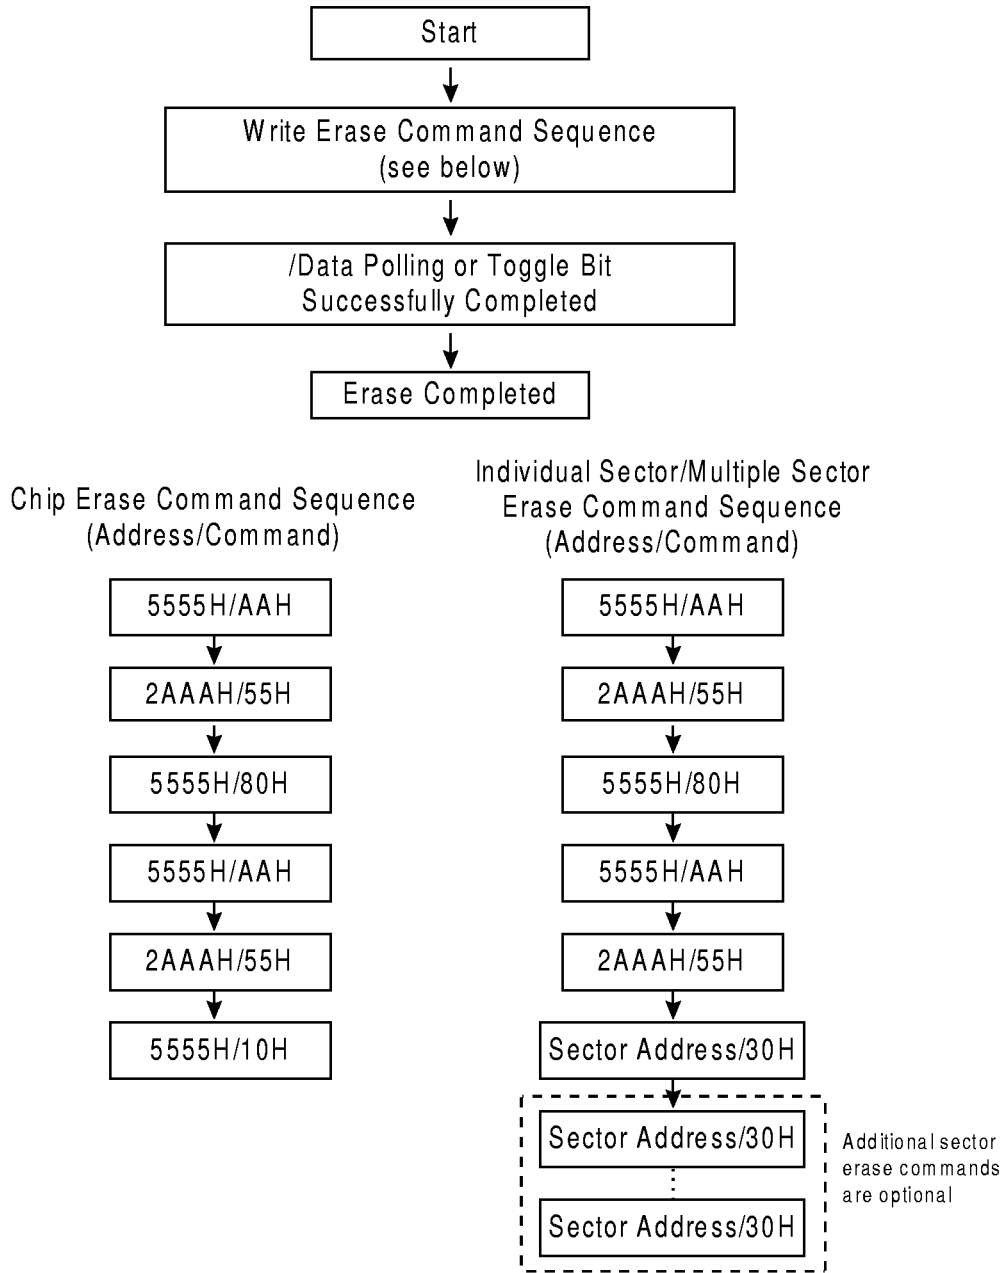 Start
Write Erase Command Sequence
(see below)
/Data Polling or Toggle Bit
Successfully Completed
Erase Completed
Chip Erase Command Sequence
(Address/Command)
5555H/AAH
2AAAH/55H
5555H/80H
5555H/AAH
2AAAH/55H
5555H/10H
Individual Sector/Multiple Sector
Erase Command Sequence
(Address/Command)
5555H/AAH
2AAAH/55H
5555H/80H
5555H/AAH
2AAAH/55H
Sector Address/30H
Sector Address/30H
Sector Address/30H
Additional sector
erase commands
are optional